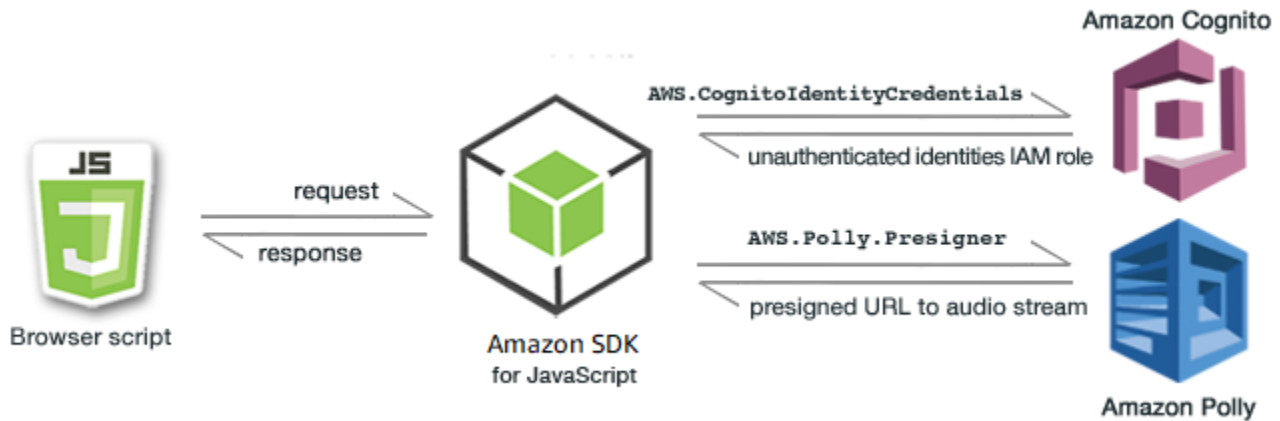 Amazon Cognito
AWS.CognitoIdentityCredentials
unauthenticated identities IAM role
JS
request
response
AWS.Polly.Presigner
presigned URL to audio stream
Browser script
Amazon SDK
for JavaScript
Amazon Polly